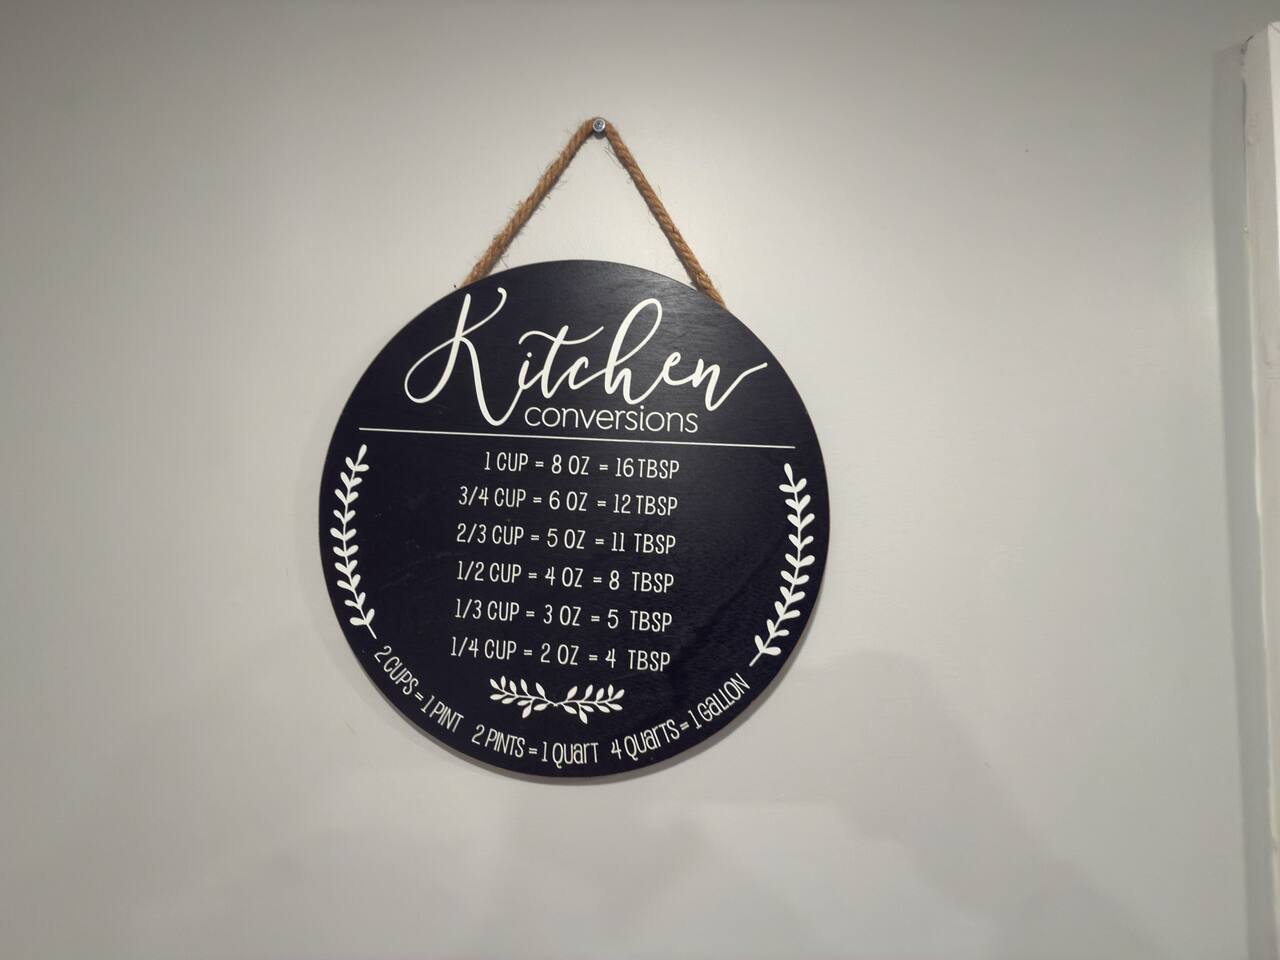 Kitchen
conversions
1 CUP = 8 OZ = 16 TBSP
3/4 CUP = 6 OZ = 12 TBSP
2/3 CUP = 5 OZ = 11 TBSP
1/2 CUP = 4 OZ = 8 TBSP
1/3 CUP = 3 OZ = 5 TBSP
1/4 CUP = 2 OZ = 4 TBSP
2 CUPS = 1 PINT 2 PINTS = 1 QUART 4 QUARTS = 1 GALLON